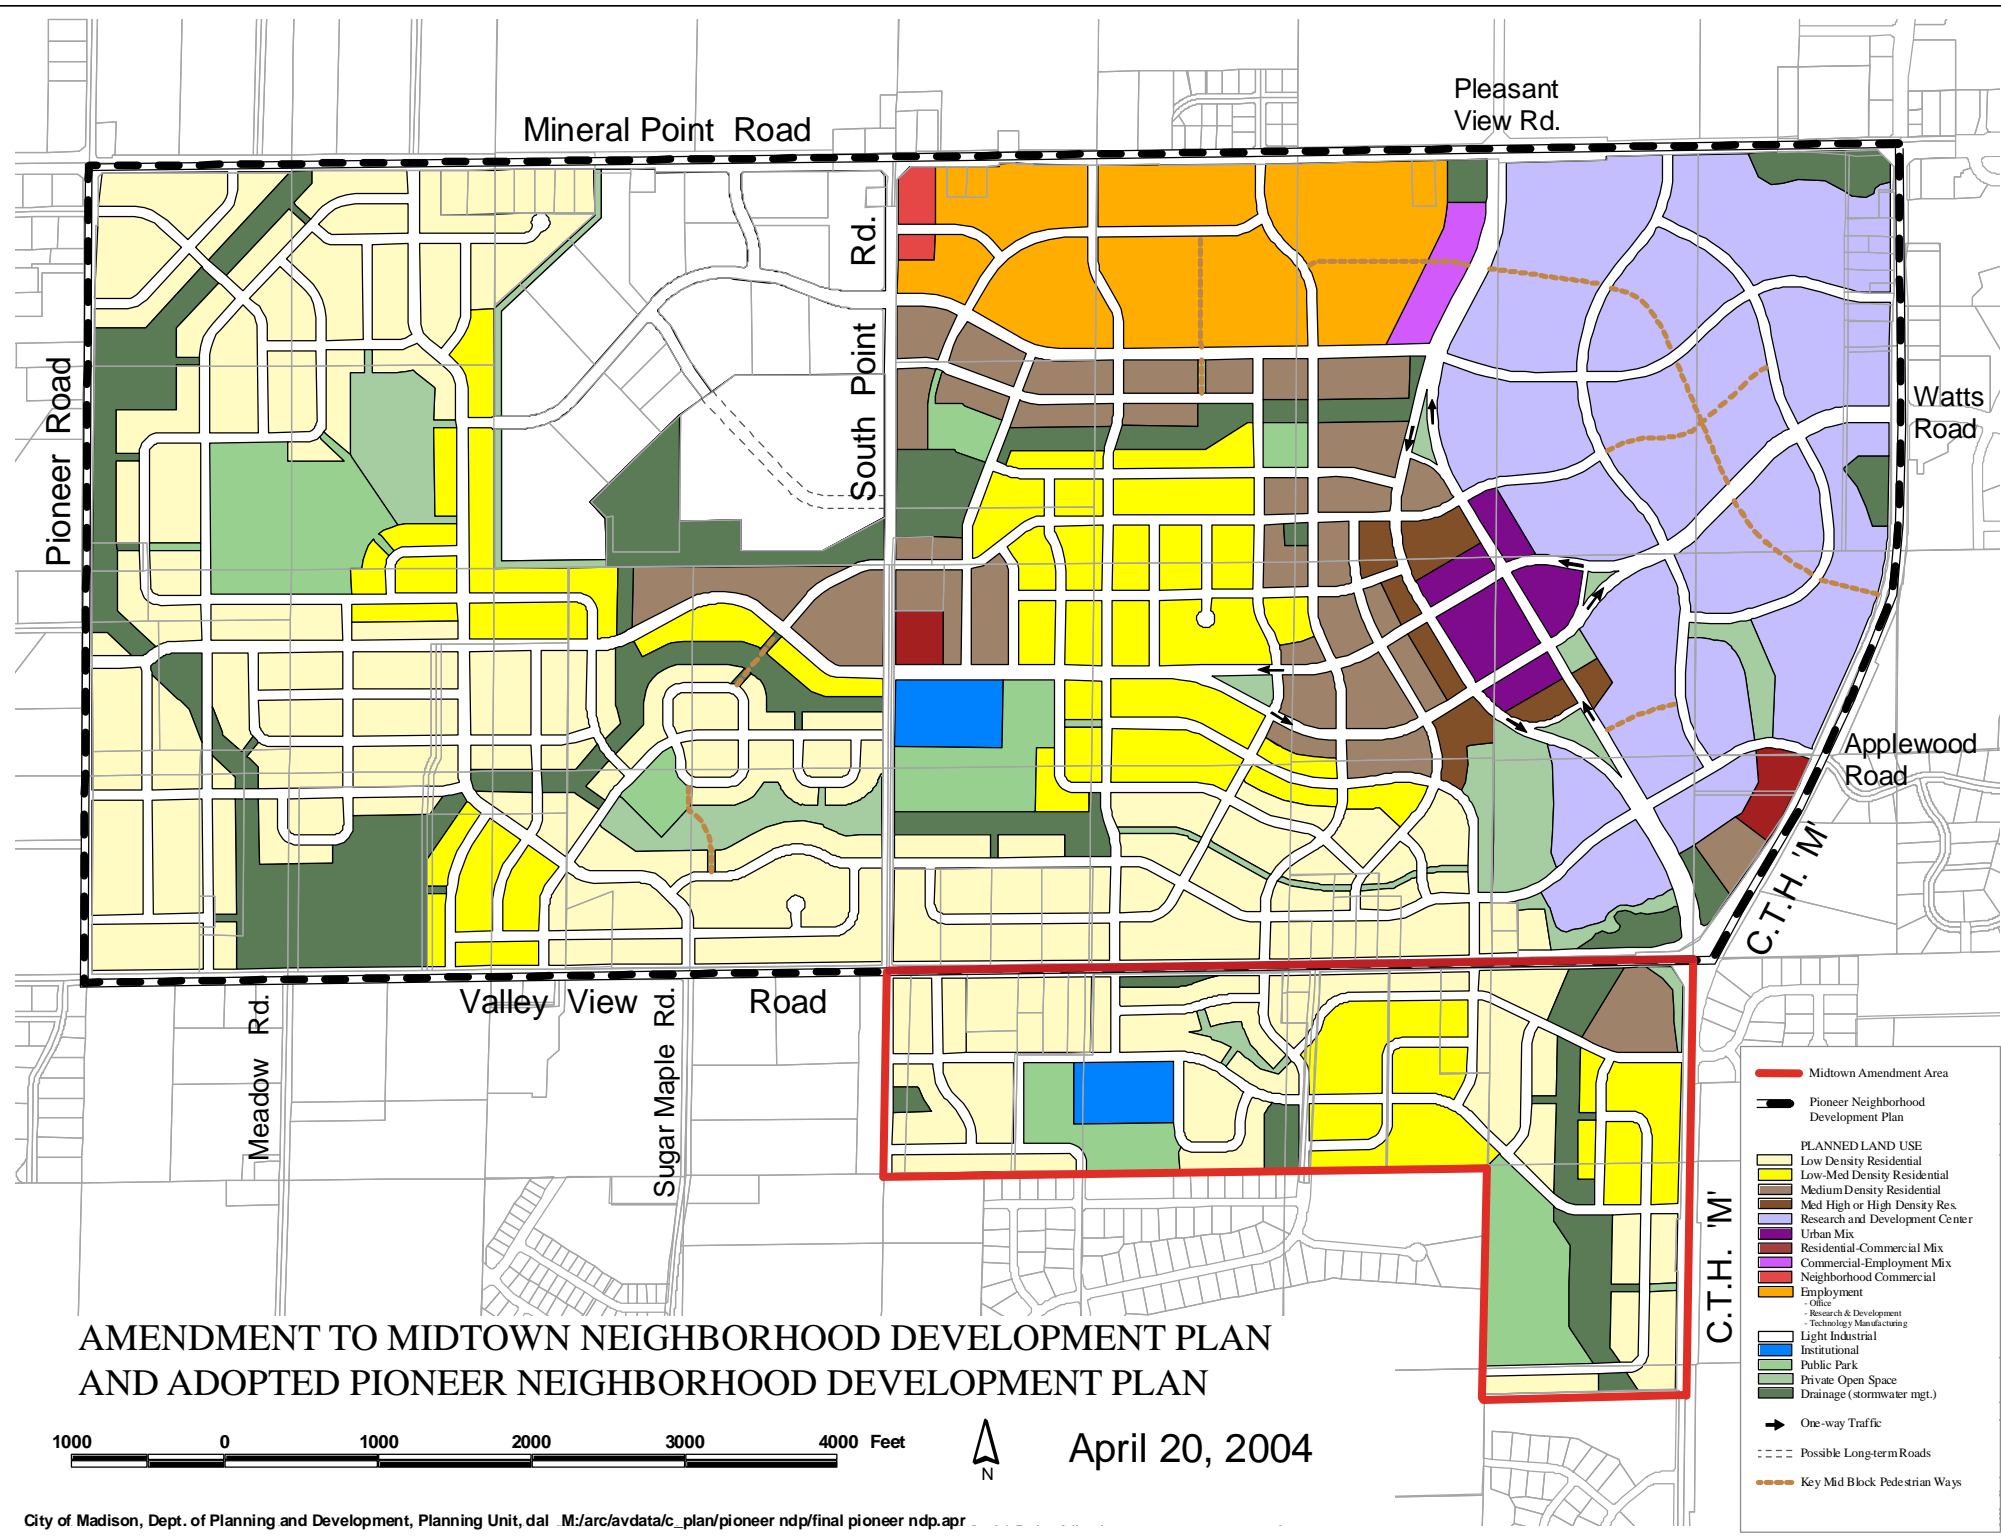 Pleasant
View Rd.
Mineral Point  Road
Pioneer  Road
South  Point  Rd.
Watts
Road
Applewood
Road
C.T.H. 'M'
Valley  View  Road
Meadow  Rd.
Sugar Maple  Rd.
C.T.H.  'M'
Midtown Amendment Area
Pioneer Neighborhood
Development Plan
PLANNED LAND USE
Low Density Residential
Low-Med Density Residential
Medium Density Residential
Med High or High Density Res.
Research and Development Center
Urban Mix
Residential-Commercial Mix
Commercial-Employment Mix
Neighborhood Commercial
Employment
- Office
- Research & Development
- Technology Manufacturing
Light Industrial
Institutional
Public Park
Private Open Space
Drainage (stormwater mgt.)
One-way Traffic
Possible Long-term Roads
Key Mid Block Pedestrian Ways
AMENDMENT TO MIDTOWN NEIGHBORHOOD DEVELOPMENT PLAN
AND ADOPTED PIONEER NEIGHBORHOOD DEVELOPMENT PLAN
1000 0 1000 2000 3000 4000 Feet
N
April 20, 2004
City of Madison, Dept. of Planning and Development, Planning Unit, dal  M:/arc/avdata/c_plan/pioneer ndp/final pioneer ndp.apr